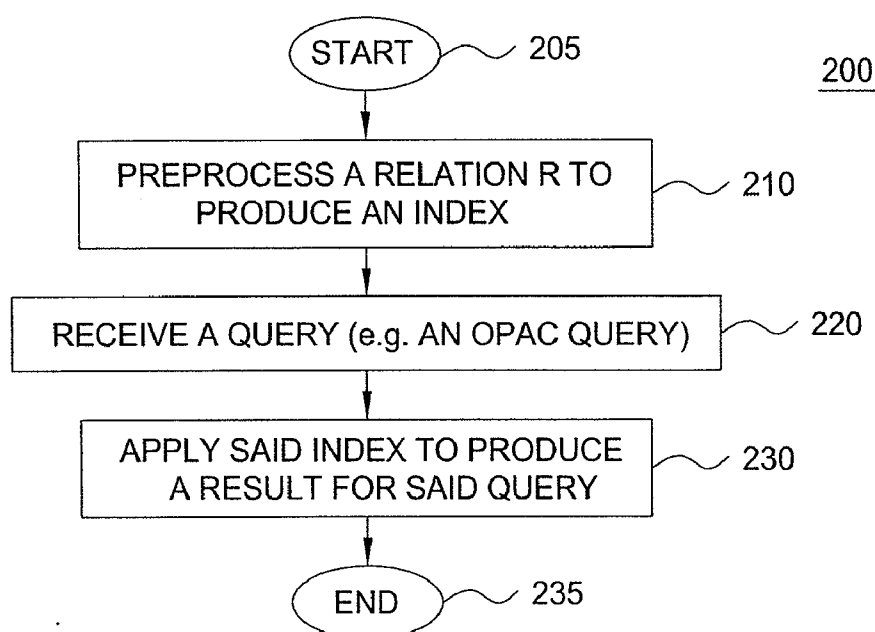 START
205
200
PREPROCESS A RELATION R TO
PRODUCE AN INDEX
210
RECEIVE A QUERY (e.g. AN OPAC QUERY)
220
APPLY SAID INDEX TO PRODUCE
A RESULT FOR SAID QUERY
230
END
235